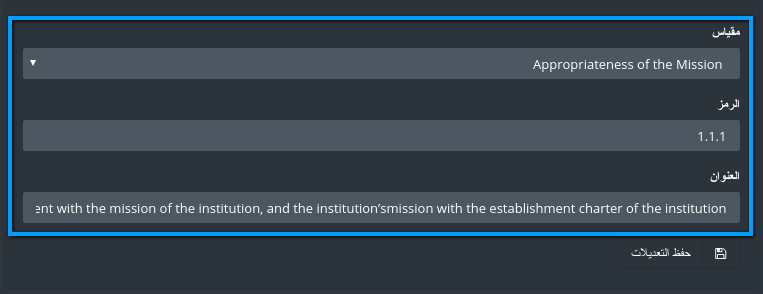 مقياس
Appropriateness of the Mission
الرمز
1.1.1
العنوان
ent with the mission of the institution, and the institution’smission with the establishment charter of the institution
حفظ التعديلات